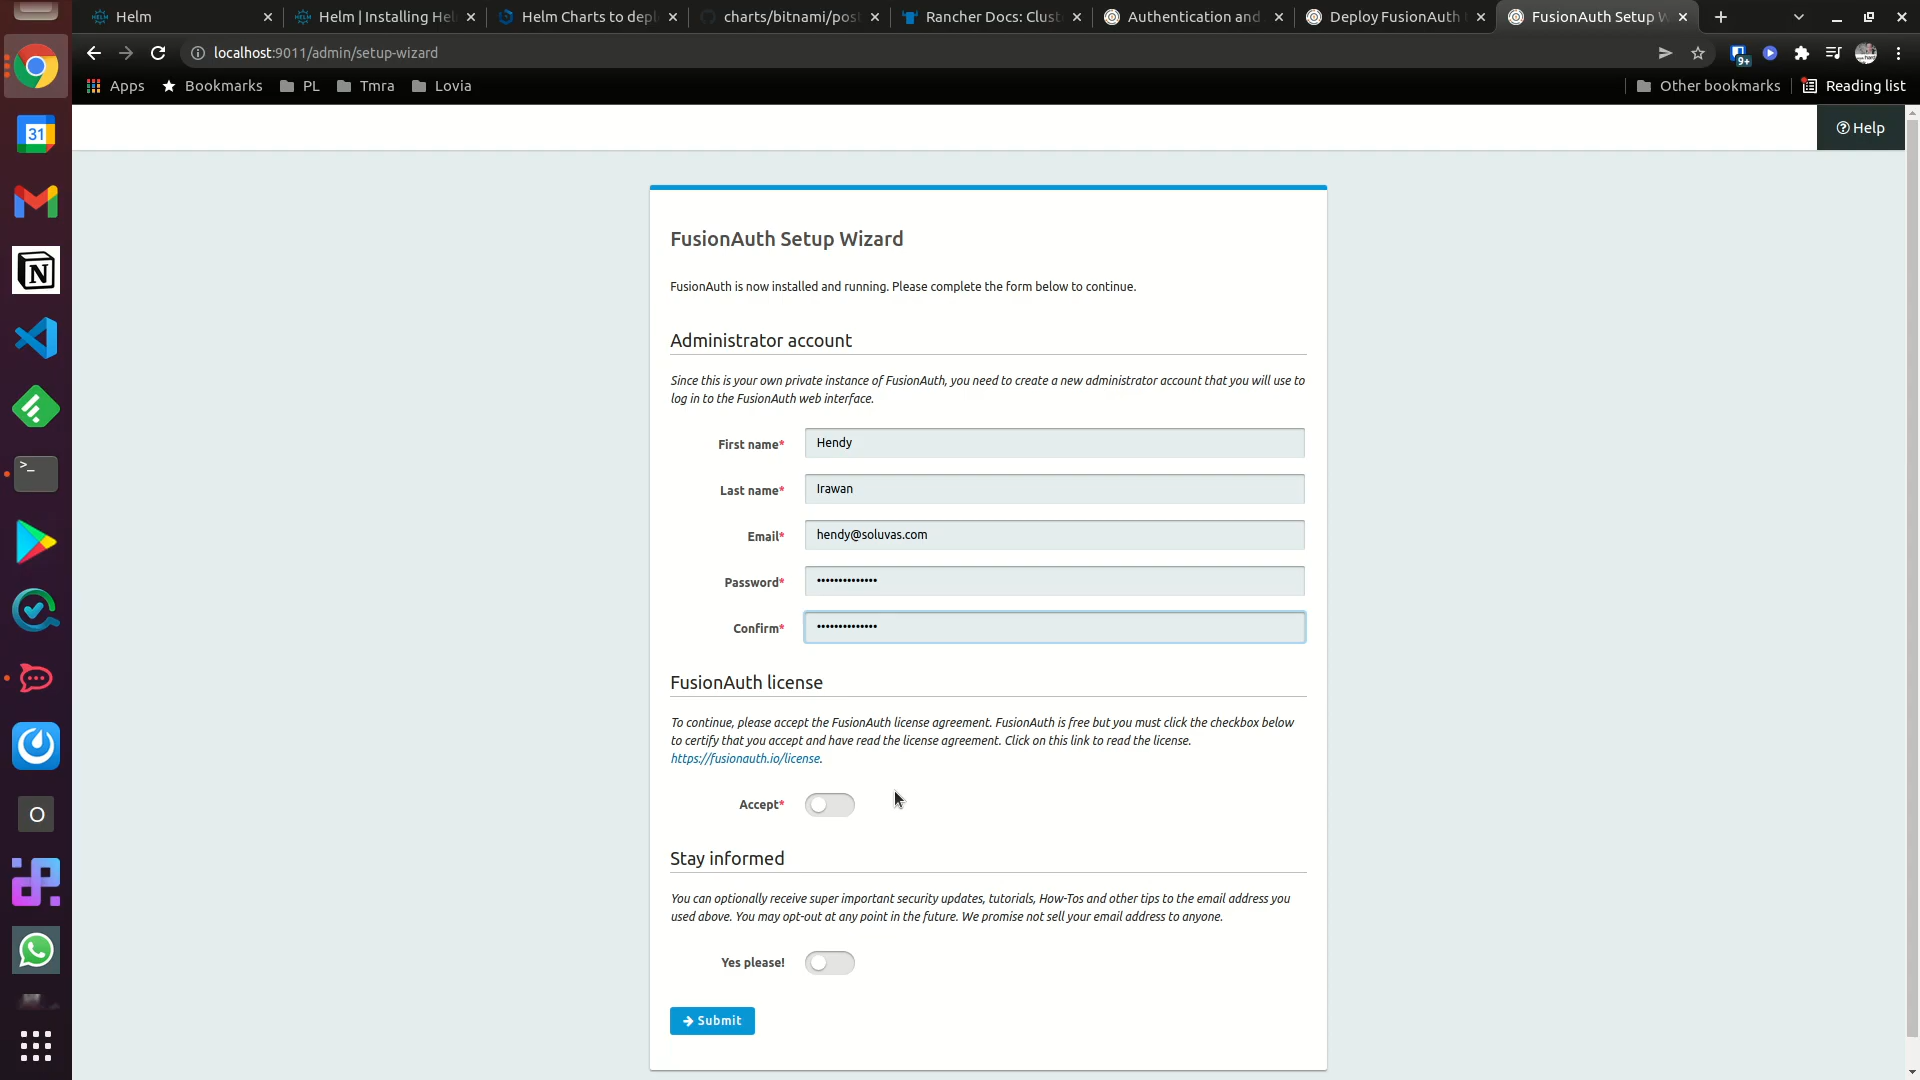 Helm
Helm | Installing Hel
Helm Charts to depl
charts/bitnami/post
Rancher Docs: Clust
Authentication and
Deploy FusionAuth
FusionAuth Setup W
localhost:9011/admin/setup-wizard
9+
Apps
Bookmarks
PL
Tmra
Lovia
Other bookmarks
Reading list
31
Help
FusionAuth Setup Wizard
FusionAuth is now installed and running. Please complete the form below to continue.
Administrator account
Since this is your own private instance of FusionAuth, you need to create a new administrator account that you will use to
log in to the FusionAuth web interface.
First name* Hendy
Last name* Irawan
Email* hendy@soluvas.com
Password* ••••••••••••••
Confirm* ••••••••••••••
FusionAuth license
To continue, please accept the FusionAuth license agreement. FusionAuth is free but you must click the checkbox below
to certify that you accept and have read the license agreement. Click on this link to read the license.
https://fusionauth.io/license.
Accept*
Stay informed
You can optionally receive super important security updates, tutorials, How-Tos and other tips to the email address you
used above. You may opt-out at any point in the future. We promise not sell your email address to anyone.
Yes please!
Submit
>_
O